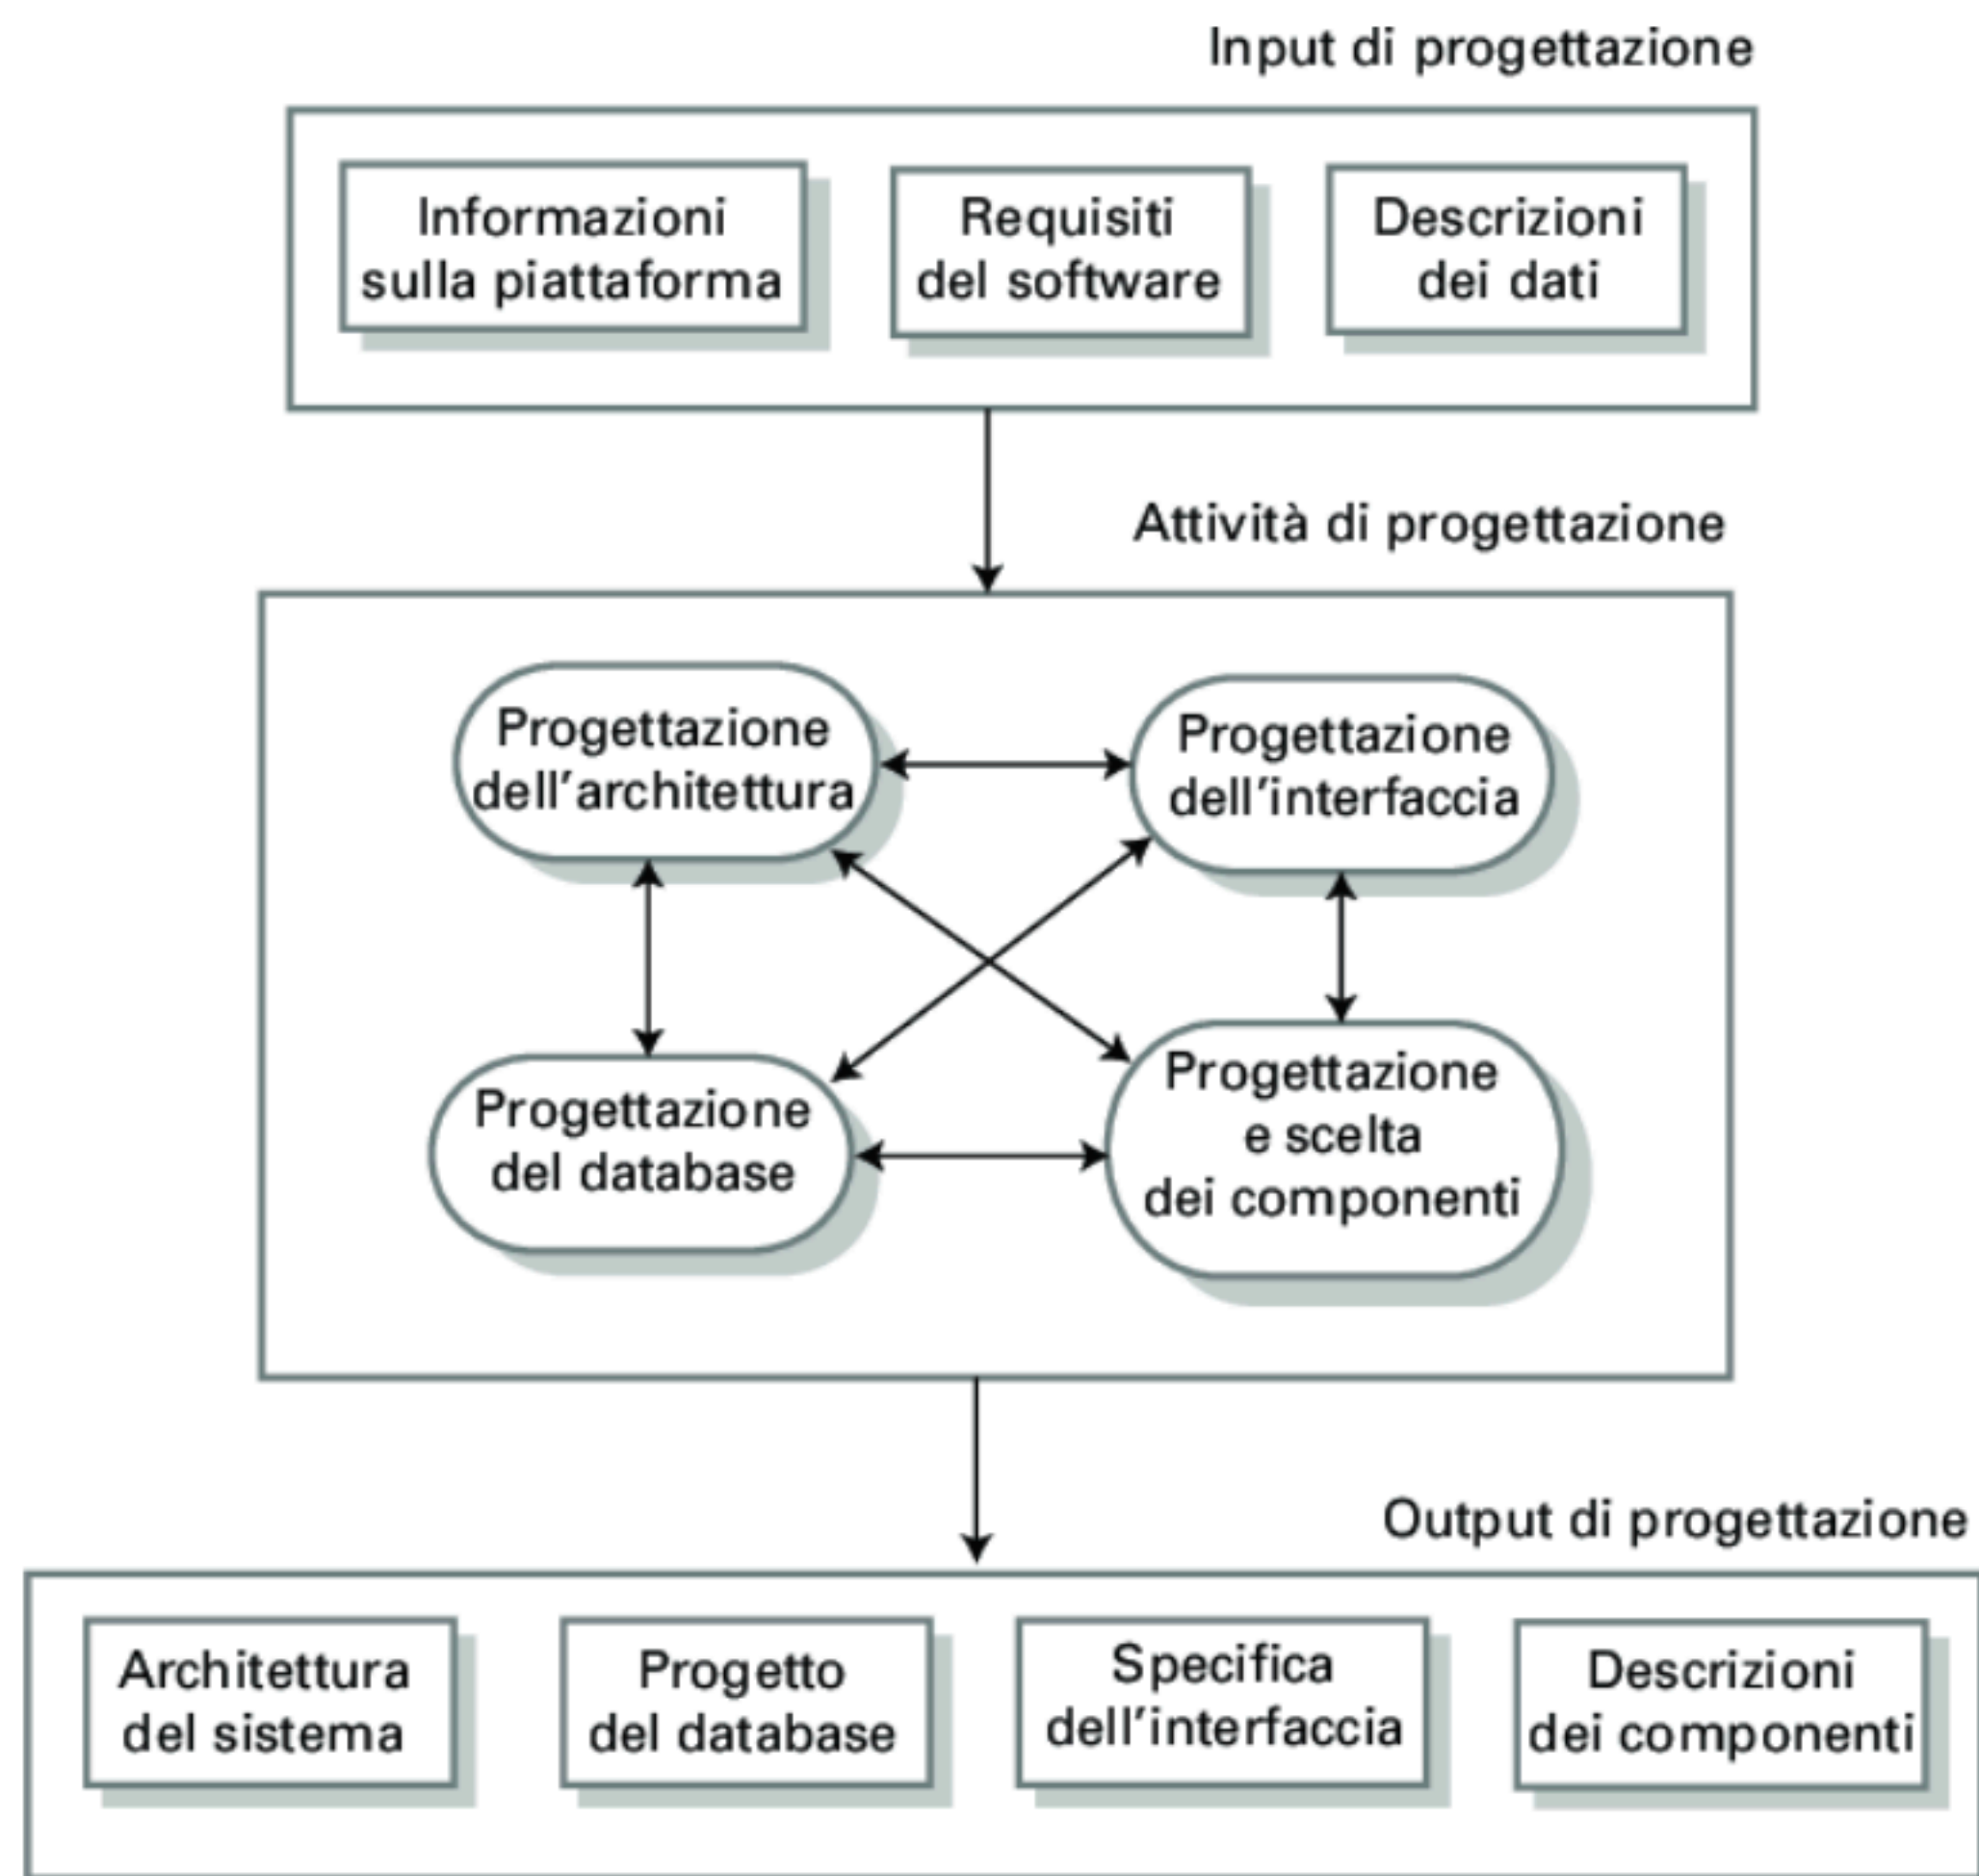 Input di progettazione
Informazioni
sulla piattaforma
Requisiti
del software
Descrizioni
dei dati
Attività di progettazione
Progettazione
dell'architettura
Progettazione
dell'interfaccia
Progettazione
del database
Progettazione
e scelta
dei componenti
Output di progettazione
Architettura
del sistema
Progetto
del database
Specifica
dell'interfaccia
Descrizioni
dei componenti